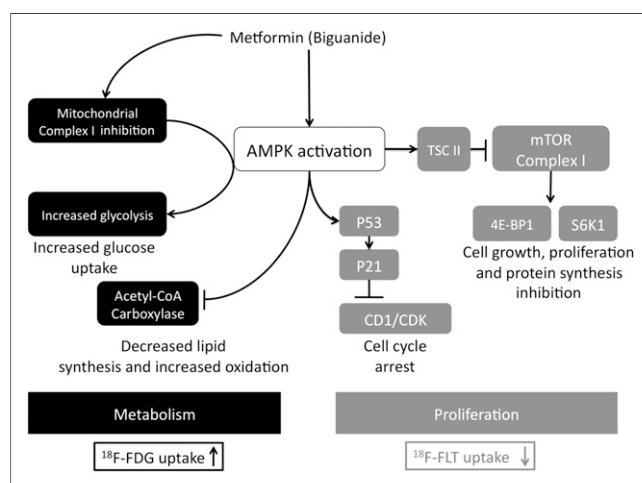 Metformin (Biguanide)
Mitochondrial
Complex I inhibition
AMPK activation
TSC II
mTOR
Complex I
Increased glycolysis
Increased glucose
uptake
P53
P21
4E-BP1
S6K1
Cell growth, proliferation
and protein synthesis
inhibition
Acetyl-CoA
Carboxylase
CD1/CDK
Decreased lipid
synthesis and increased oxidation
Cell cycle
arrest
Metabolism
Proliferation
¹⁸F-FDG uptake ↑
¹⁸F-FLT uptake ↓